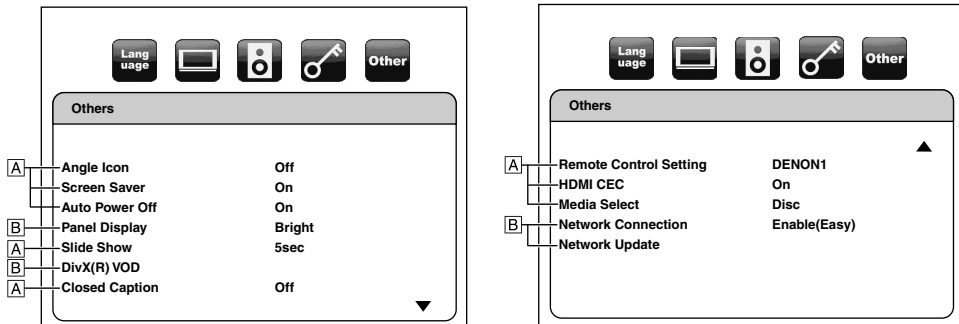 Lang
uage
Other
Others
A Angle Icon Off
Screen Saver On
Auto Power Off On
B Panel Display Bright
A Slide Show 5sec
B DivX(R) VOD
A Closed Caption Off
Lang
uage
Other
Others
A Remote Control Setting DENON1
HDMI CEC On
Media Select Disc
B Network Connection Enable(Easy)
Network Update